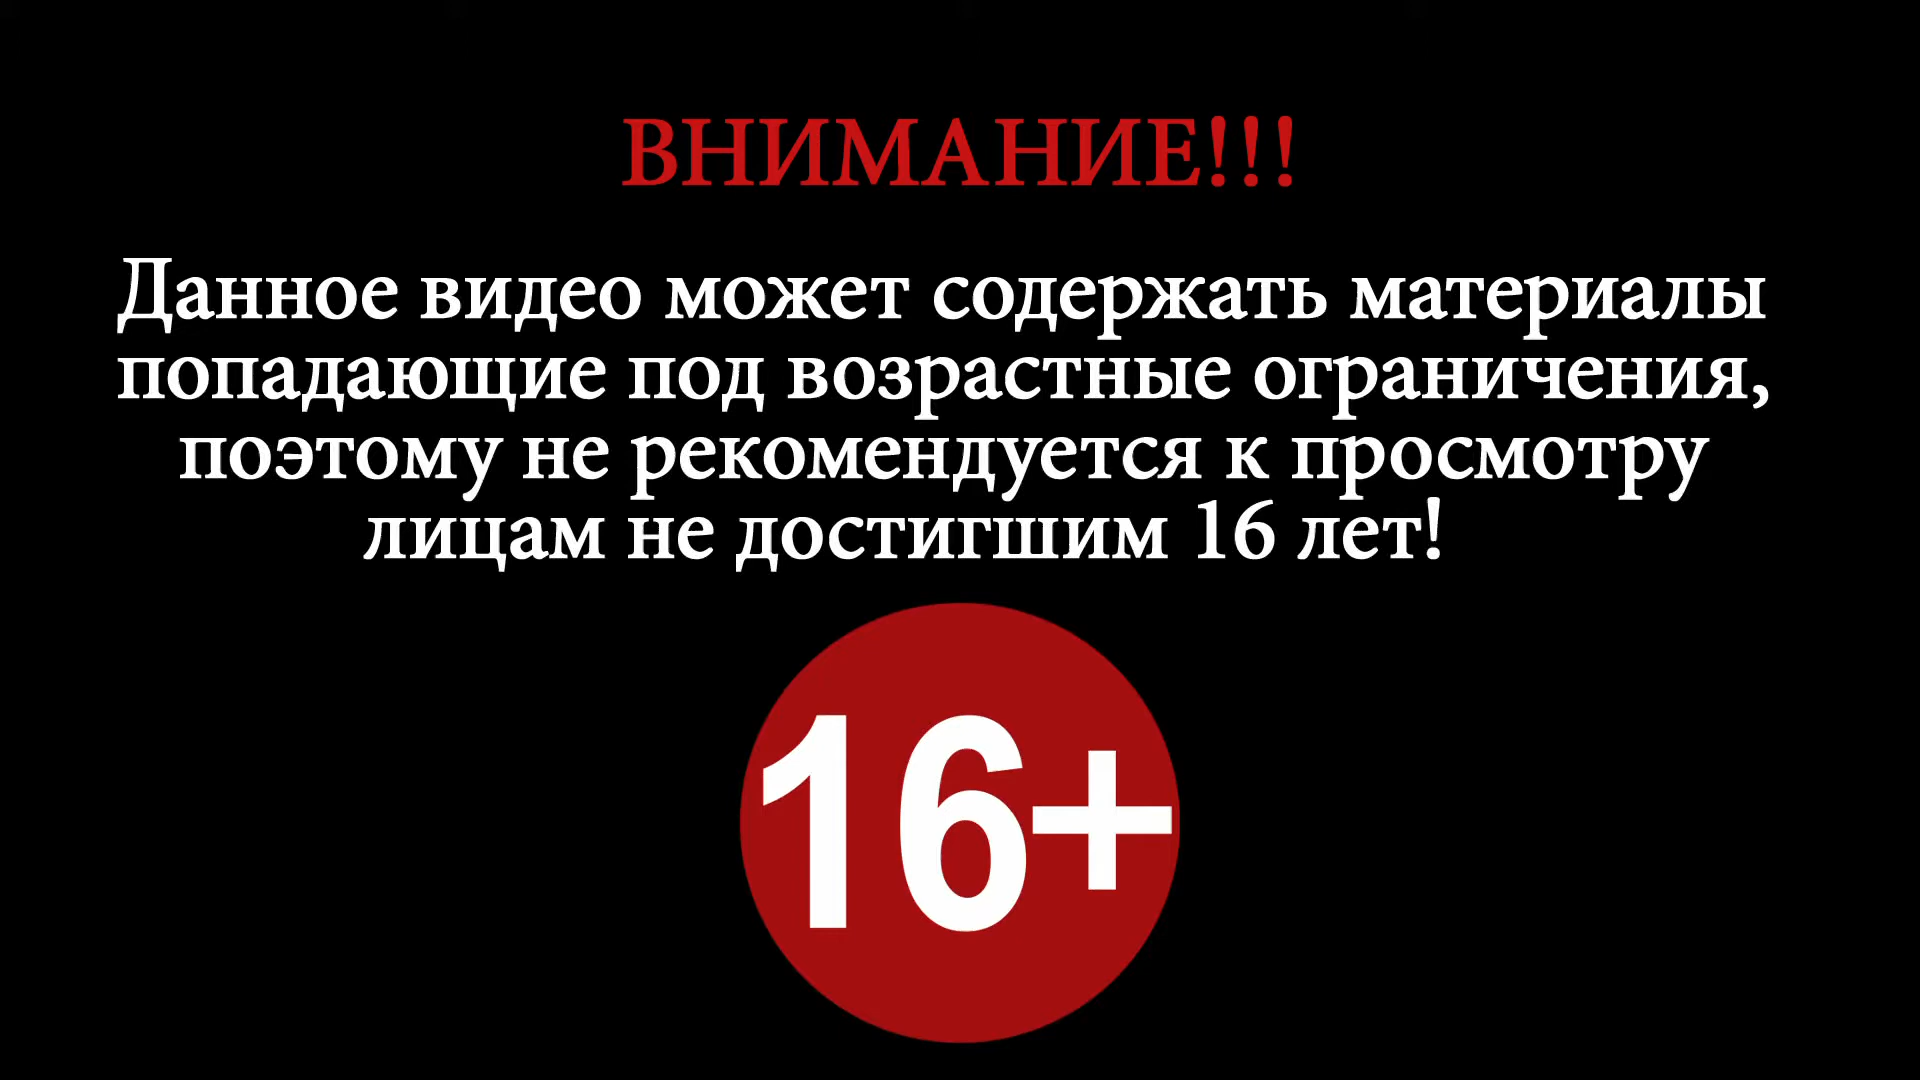 ВНИМАНИЕ!!!
Данное видео может содержать материалы
попадающие под возрастные ограничения,
поэтому не рекомендуется к просмотру
лицам не достигшим 16 лет!
16+